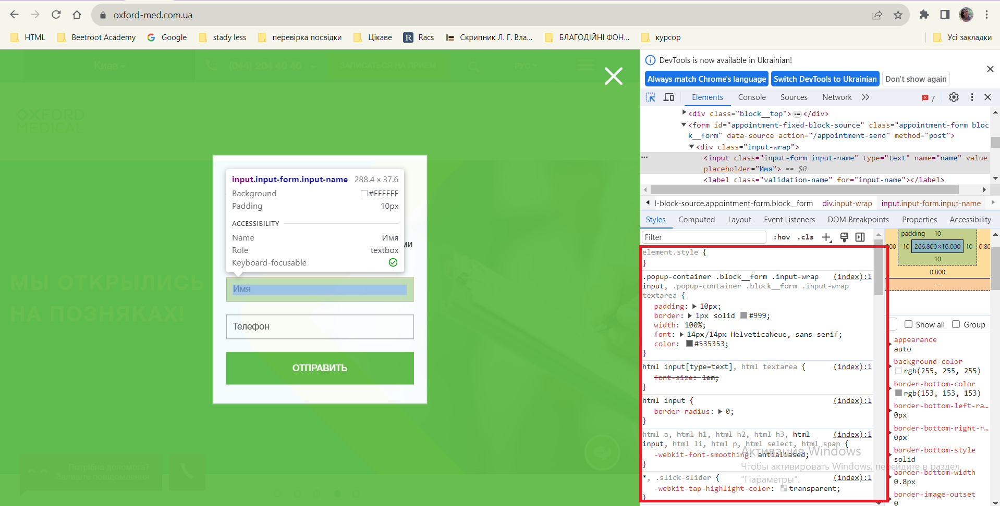 oxford-med.com.ua
HTML
Beetroot Academy
Google
stady less
перевірка посвідки
Цікаве
R Racs
Скрипник Л. Г. Вла...
БЛАГОДІЙНІ ФОН...
курсор
Усі закладки
Киев
(044) 204 40 40
ЗАПИСАТЬСЯ НА ПРИЕМ
РУС
OXFORD
MEDICAL
МЫ ОТКРЫЛИСЬ
НА ПОЗНЯКАХ!
input.input-form.input-name 288.4 × 37.6
Background #FFFFFF
Padding 10px
ACCESSIBILITY
Name Имя
Role textbox
Keyboard-focusable
ми
Имя
Телефон
ОТПРАВИТЬ
Потрібна допомога?
Залиште повідомлення
DevTools is now available in Ukrainian!
Always match Chrome's language
Switch DevTools to Ukrainian
Don't show again
Elements Console Sources Network 7
<div class="block__top"> ••• </div>
<form id="appointment-fixed-block-source" class="appointment-form bloc
k__form" data-source action="/appointment-send" method="post">
<div class="input-wrap">
••• <input class="input-form input-name" type="text" name="name" value
placeholder="Имя"> == $0
<label class="validation-name" for="input-name"></label>
l-block-source.appointment-form.block__form div.input-wrap input.input-form.input-name
Styles Computed Layout Event Listeners DOM Breakpoints Properties Accessibility
Filter :hov .cls
element.style {
}
.popup-container .block__form .input-wrap (index):1
input, .popup-container .block__form .input-wrap
textarea {
padding: 10px;
border: 1px solid #999;
width: 100%;
font: 14px/14px HelveticaNeue, sans-serif;
color: #535353;
}
html input[type=text], html textarea { (index):1
font-size: 1em;
}
html input { (index):1
border-radius: 0;
}
html a, html h1, html h2, html h3, html (index):1
input, html li, html p, html select, html span {
-webkit-font-smoothing: antialiased;
}
*, .slick-slider { (index):1
-webkit-tap-highlight-color: transparent;
}
padding 10
800 10 266.800×16.000 10 0.80
10
0.800
–
Show all Group
appearance
auto
background-color
rgb(255, 255, 255)
border-bottom-color
rgb(153, 153, 153)
border-bottom-left-ra…
0px
border-bottom-right-r…
0px
border-bottom-style
solid
border-bottom-width
0.8px
border-image-outset
0
Активация Windows
Чтобы активировать Windows, перейдите в раздел
"Параметры".